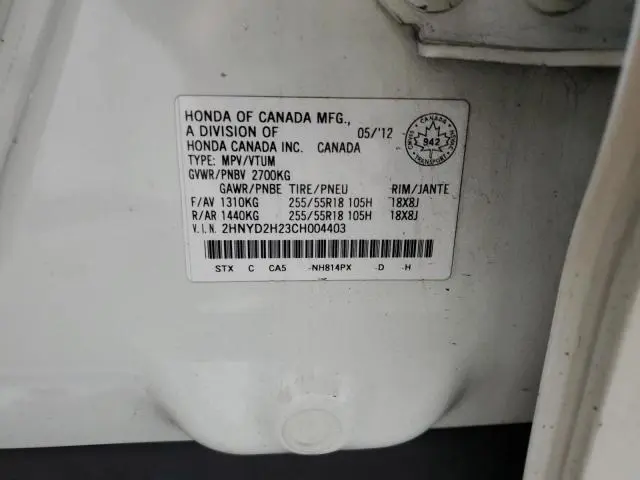 HONDA OF CANADA MFG.,
A DIVISION OF 05/'12
HONDA CANADA INC. CANADA
TYPE: MPV/VTUM
GVWR/PNBV 2700KG
GAWR/PNBE TIRE/PNEU RIM/JANTE
F/AV 1310KG 255/55R18 105H 18X8J
R/AR 1440KG 255/55R18 105H 18X8J
V.I.N. 2HNYD2H23CH004403
STX C CA5 -NH814PX -D -H
CANADA
942
TRANSPORT